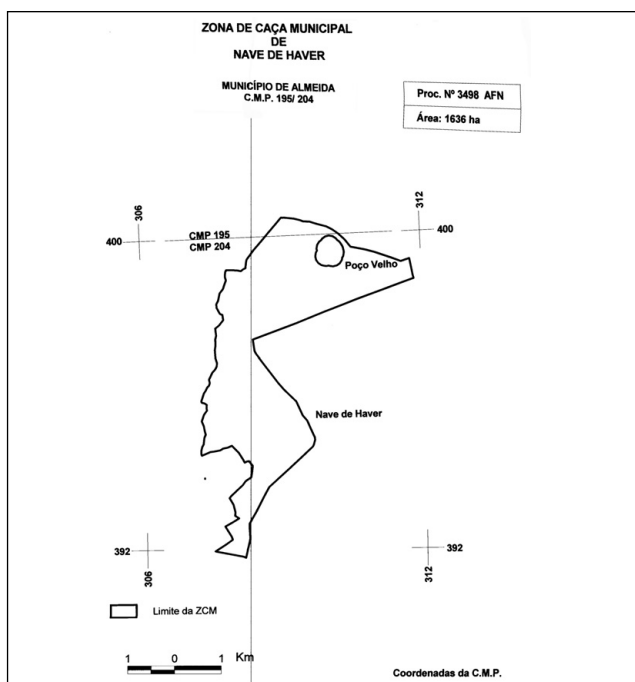 ZONA DE CAÇA MUNICIPAL
DE
NAVE DE HAVER
MUNICÍPIO DE ALMEIDA
C.M.P. 195/ 204
Proc. Nº 3498 AFN
Área: 1636 ha
306
312
400
CMP 195
CMP 204
400
Poço Velho
Nave de Haver
392
392
306
312
Limite da ZCM
1 0 1 Km
Coordenadas da C.M.P.